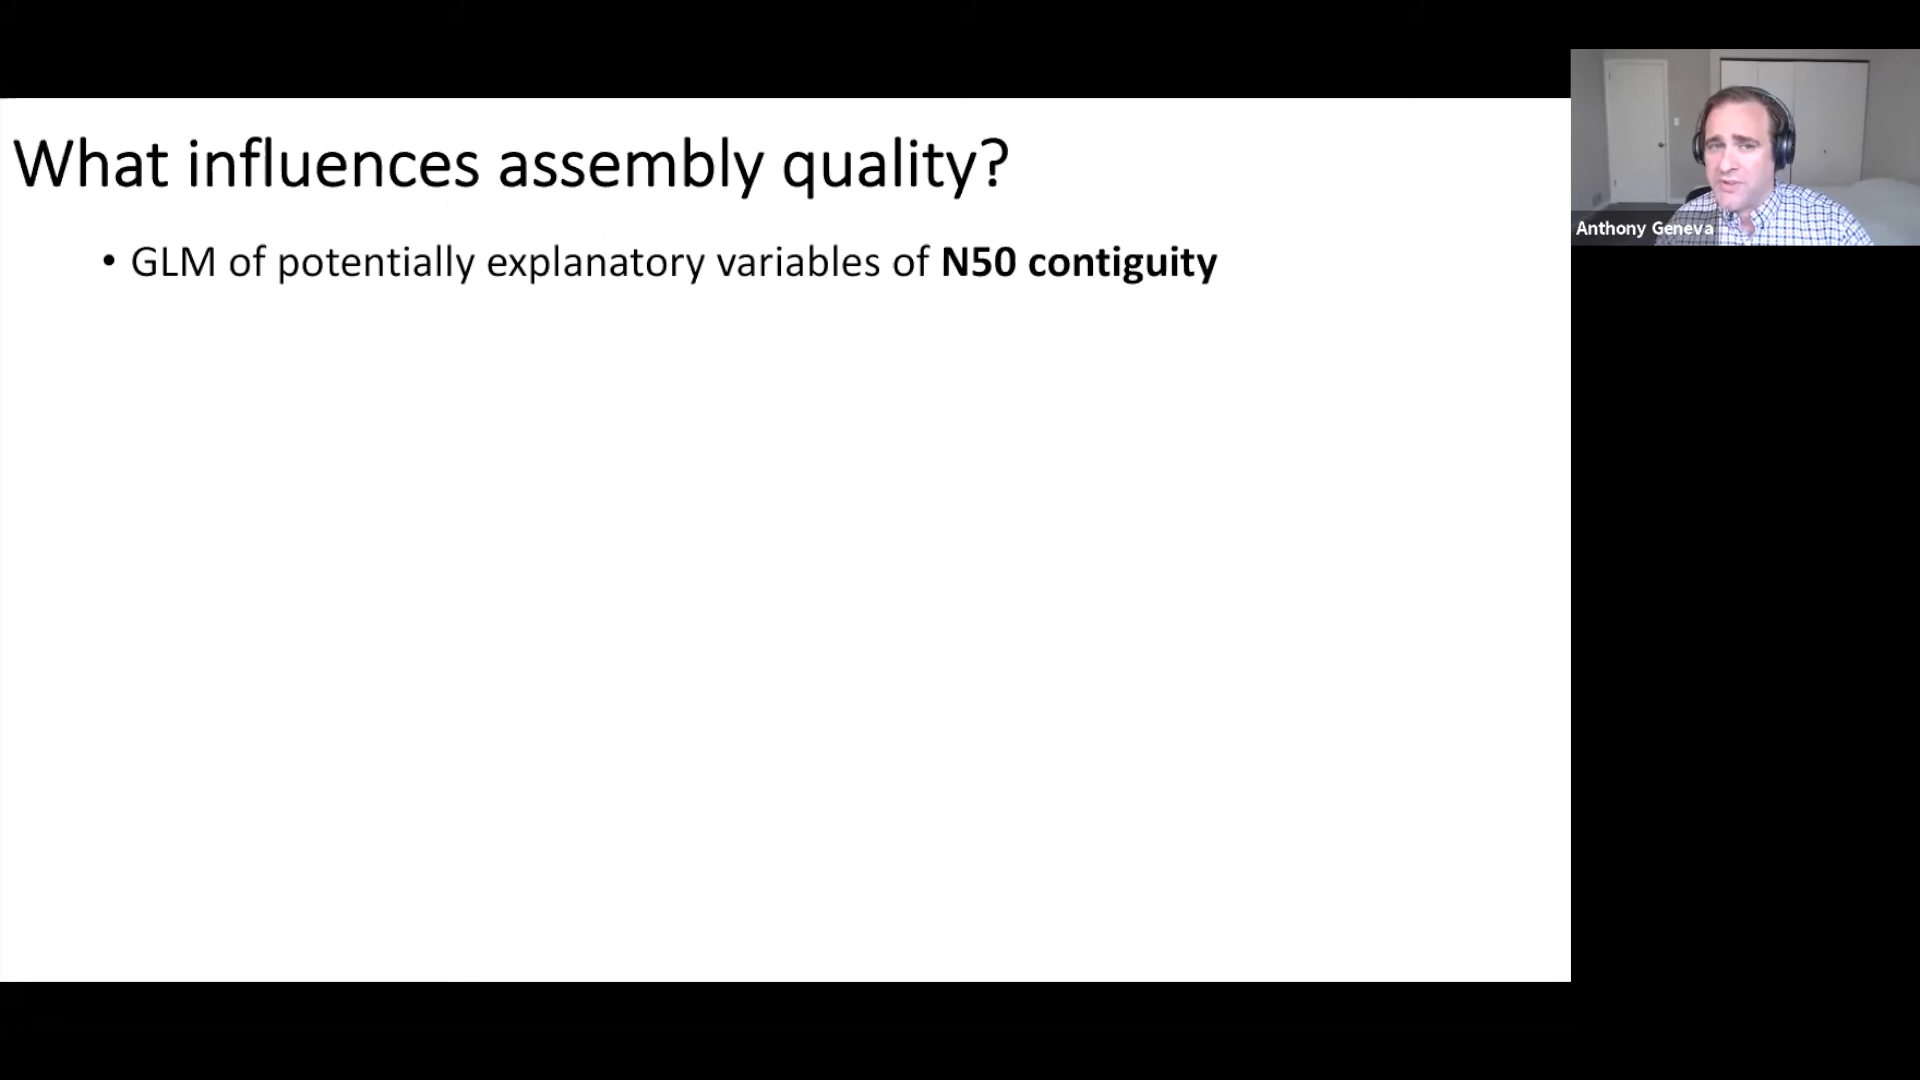 What influences assembly quality?
• GLM of potentially explanatory variables of N50 contiguity
Anthony Geneva